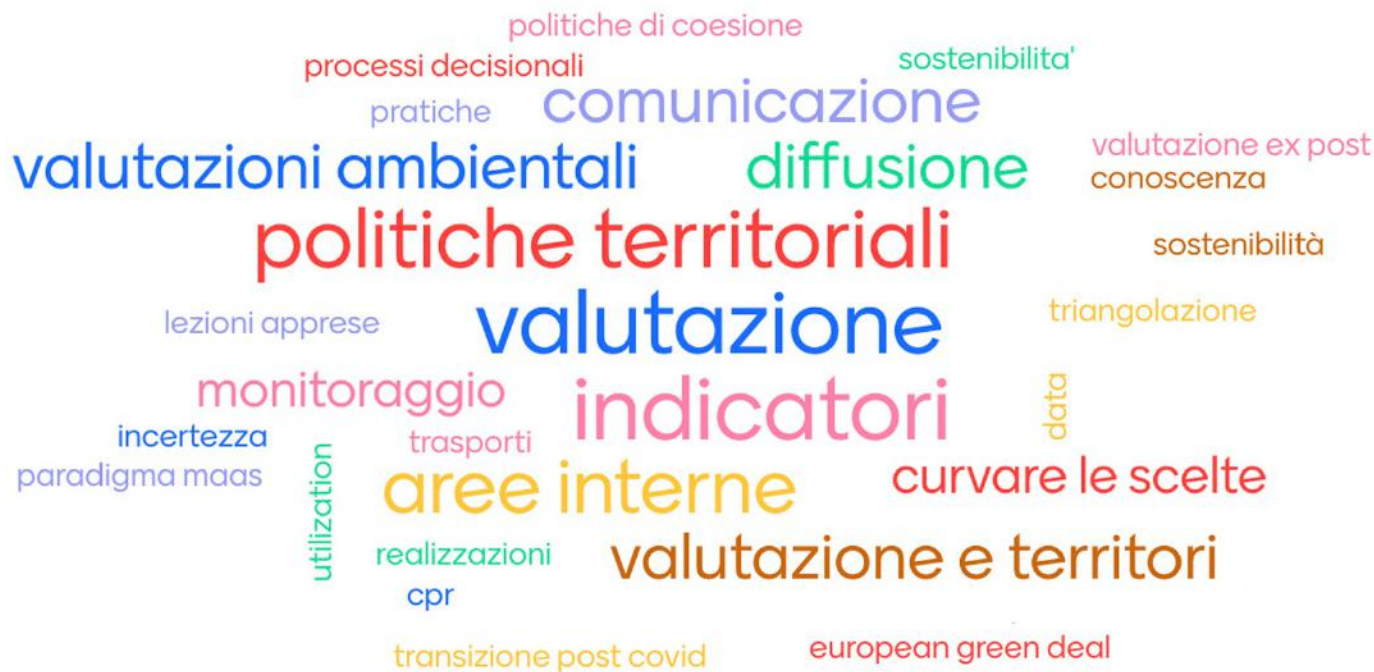 politiche di coesione
processi decisionali
sostenibilita'
pratiche
comunicazione
valutazioni ambientali
diffusione
valutazione ex post
conoscenza
politiche territoriali
sostenibilità
valutazione
lezioni apprese
triangolazione
monitoraggio
indicatori
data
incertezza
trasporti
paradigma maas
utilization
aree interne
curvare le scelte
realizzazioni
valutazione e territori
cpr
transizione post covid
european green deal